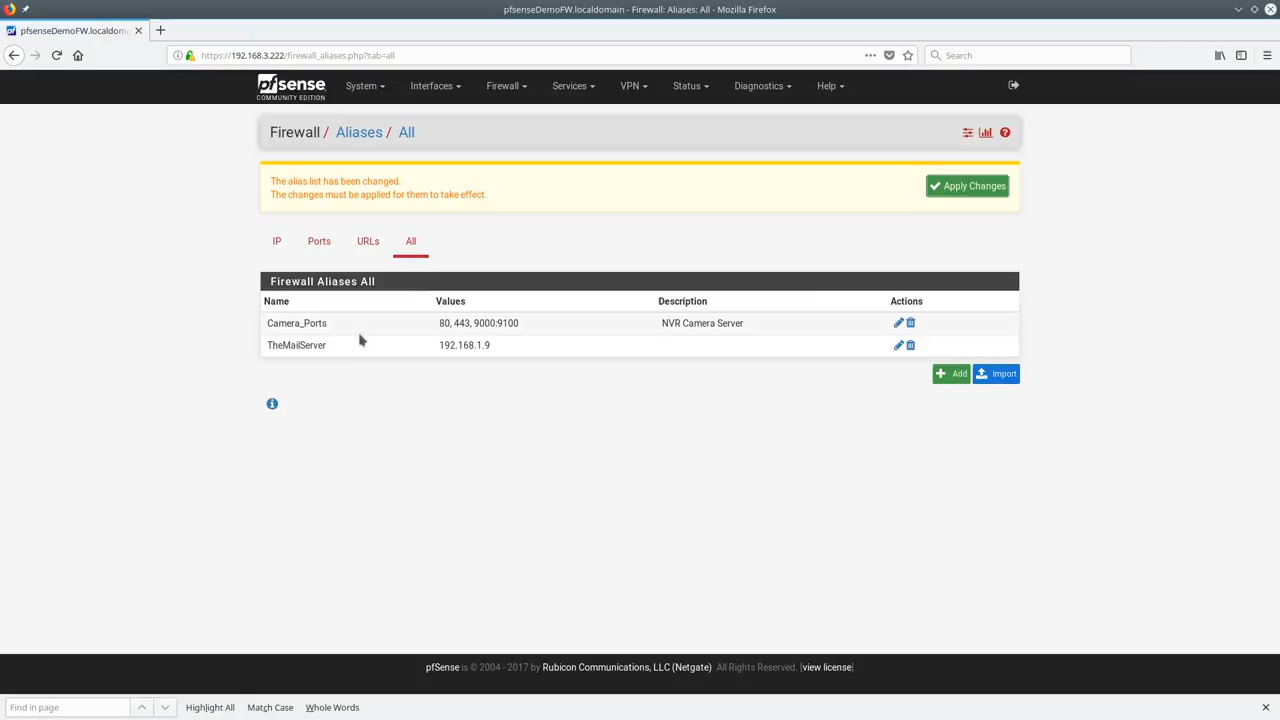 pfsenseDemoFW.localdomain - Firewall: Aliases: All - Mozilla Firefox
pfsenseDemoFW.localdom
https://192.168.3.222/firewall_aliases.php?tab=all
Search
pfsense
COMMUNITY EDITION
System Interfaces Firewall Services VPN Status Diagnostics Help
Firewall / Aliases / All
The alias list has been changed.
The changes must be applied for them to take effect.
Apply Changes
IP Ports URLs All
Firewall Aliases All
Name Values Description Actions
Camera_Ports 80, 443, 9000:9100 NVR Camera Server
TheMailServer 192.168.1.9
Add Import
pfSense is © 2004 - 2017 by Rubicon Communications, LLC (Netgate) All Rights Reserved. [view license]
Find in page Highlight All Match Case Whole Words